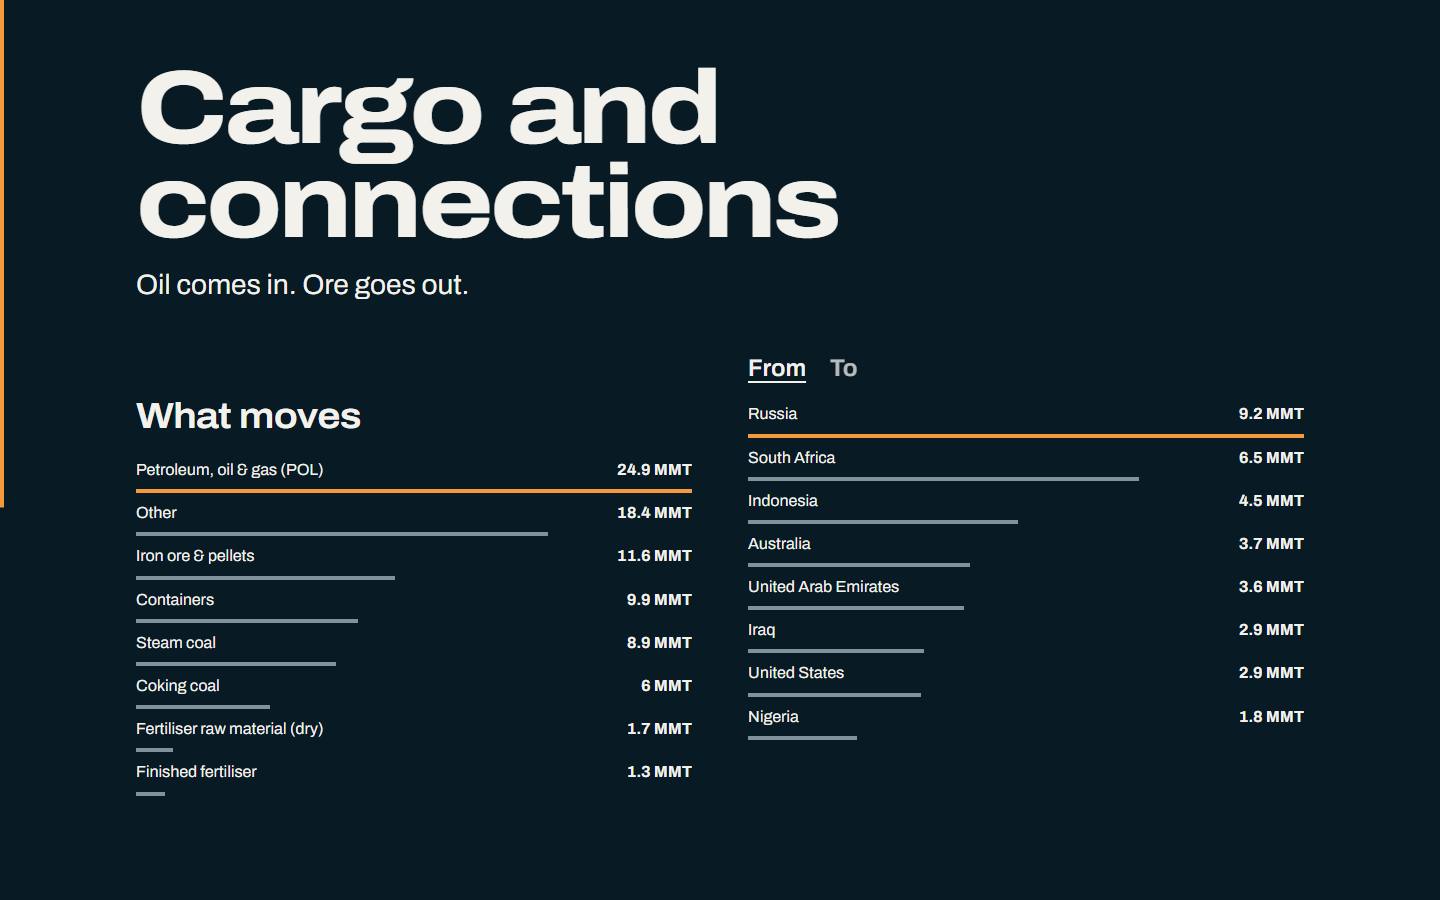 Cargo and
connections
Oil comes in. Ore goes out.
What moves
Petroleum, oil & gas (POL) 24.9 MMT
Other 18.4 MMT
Iron ore & pellets 11.6 MMT
Containers 9.9 MMT
Steam coal 8.9 MMT
Coking coal 6 MMT
Fertiliser raw material (dry) 1.7 MMT
Finished fertiliser 1.3 MMT
From To
Russia 9.2 MMT
South Africa 6.5 MMT
Indonesia 4.5 MMT
Australia 3.7 MMT
United Arab Emirates 3.6 MMT
Iraq 2.9 MMT
United States 2.9 MMT
Nigeria 1.8 MMT